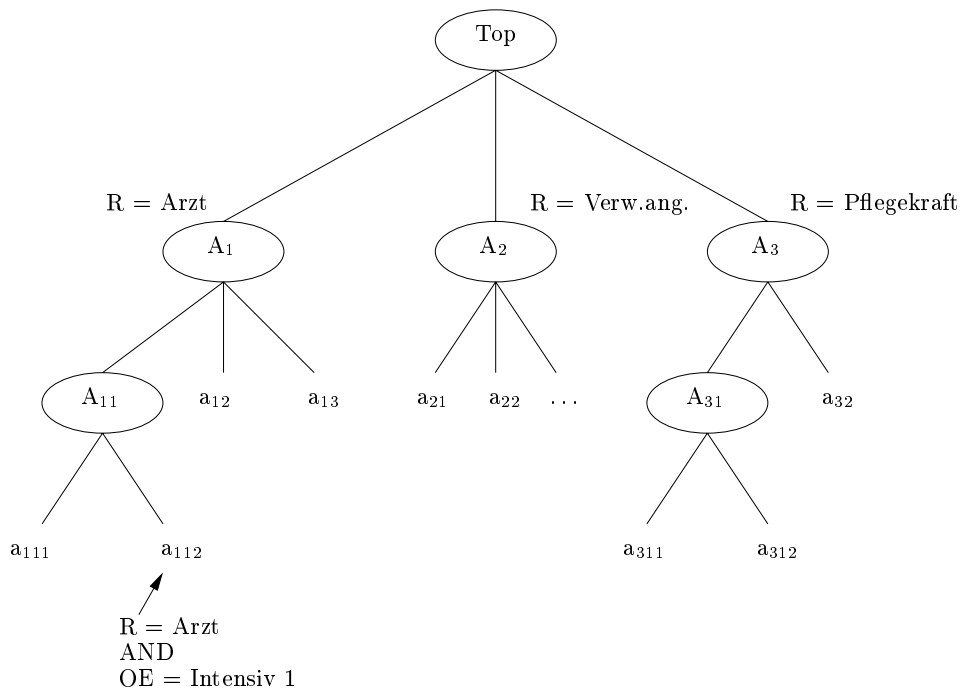 Top
R = Arzt
R = Verw.ang.
R = Pflegekraft
A₁
A₂
A₃
A₁₁
a₁₂
a₁₃
a₂₁
a₂₂
...
A₃₁
a₃₂
a₁₁₁
a₁₁₂
a₃₁₁
a₃₁₂
R = Arzt
AND
OE = Intensiv 1